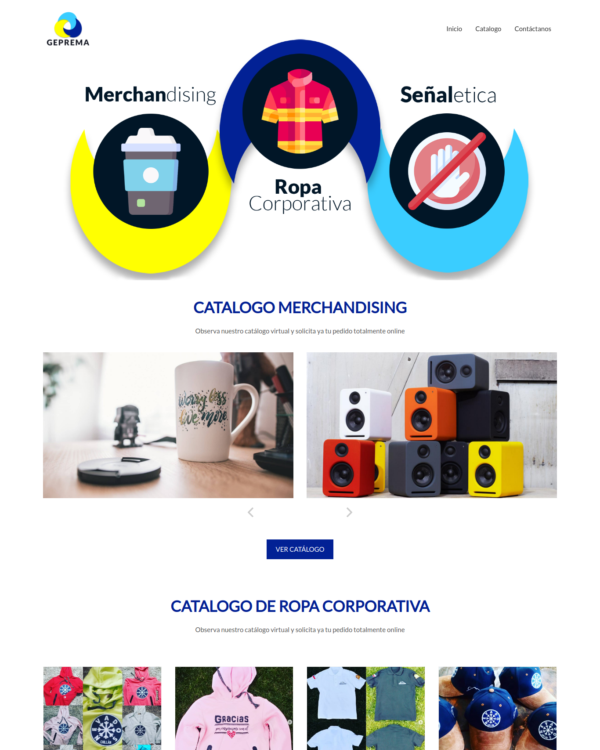 GEPREMA
Inicio Catalogo Contáctanos
Merchandising
Señaletica
Ropa
Corporativa
CATALOGO MERCHANDISING
Observa nuestro catálogo virtual y solicita ya tu pedido totalmente online
Worry less
live more
VER CATÁLOGO
CATALOGO DE ROPA CORPORATIVA
Observa nuestro catálogo virtual y solicita ya tu pedido totalmente online
GRACIAS